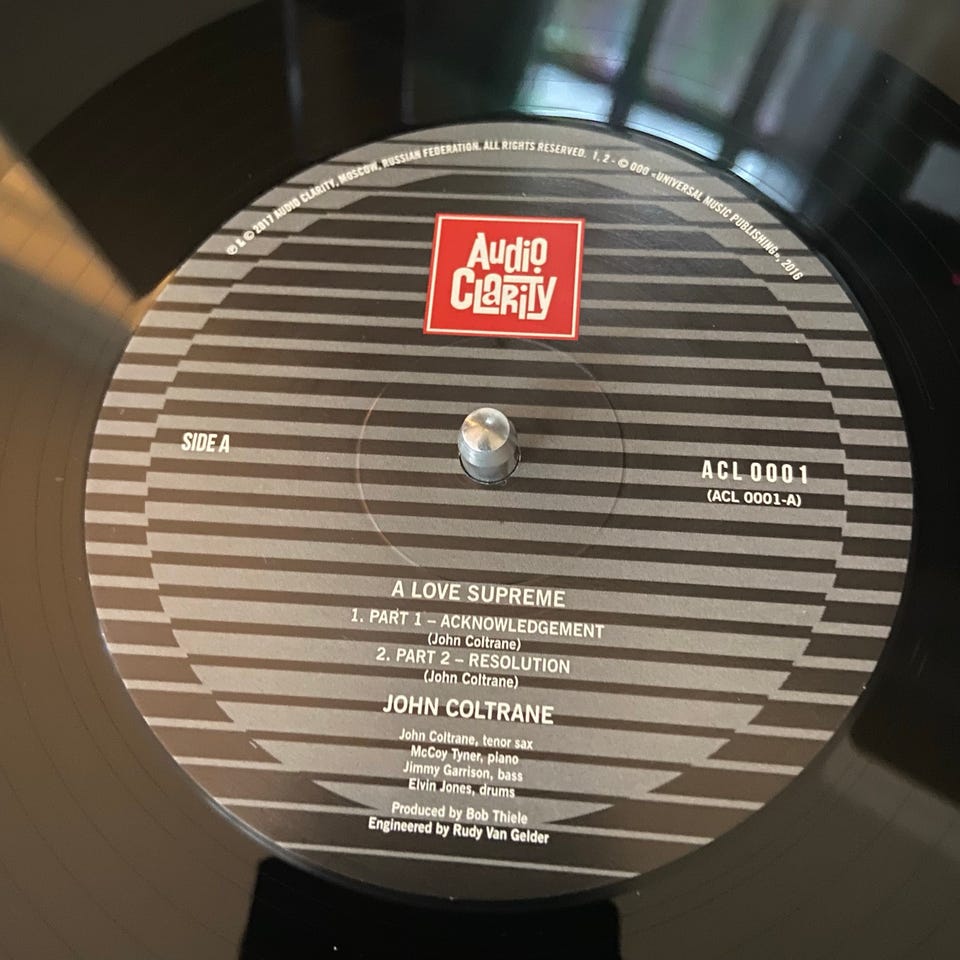 ℗ & © 2017 AUDIO CLARITY, MOSCOW, RUSSIAN FEDERATION. ALL RIGHTS RESERVED. 1, 2 - © OOO «UNIVERSAL MUSIC PUBLISHING», 2016
Audio
Clarity
SIDE A
ACL 0001
(ACL 0001-A)
A LOVE SUPREME
1. PART 1 – ACKNOWLEDGEMENT
(John Coltrane)
2. PART 2 – RESOLUTION
(John Coltrane)
JOHN COLTRANE
John Coltrane, tenor sax
McCoy Tyner, piano
Jimmy Garrison, bass
Elvin Jones, drums
Produced by Bob Thiele
Engineered by Rudy Van Gelder